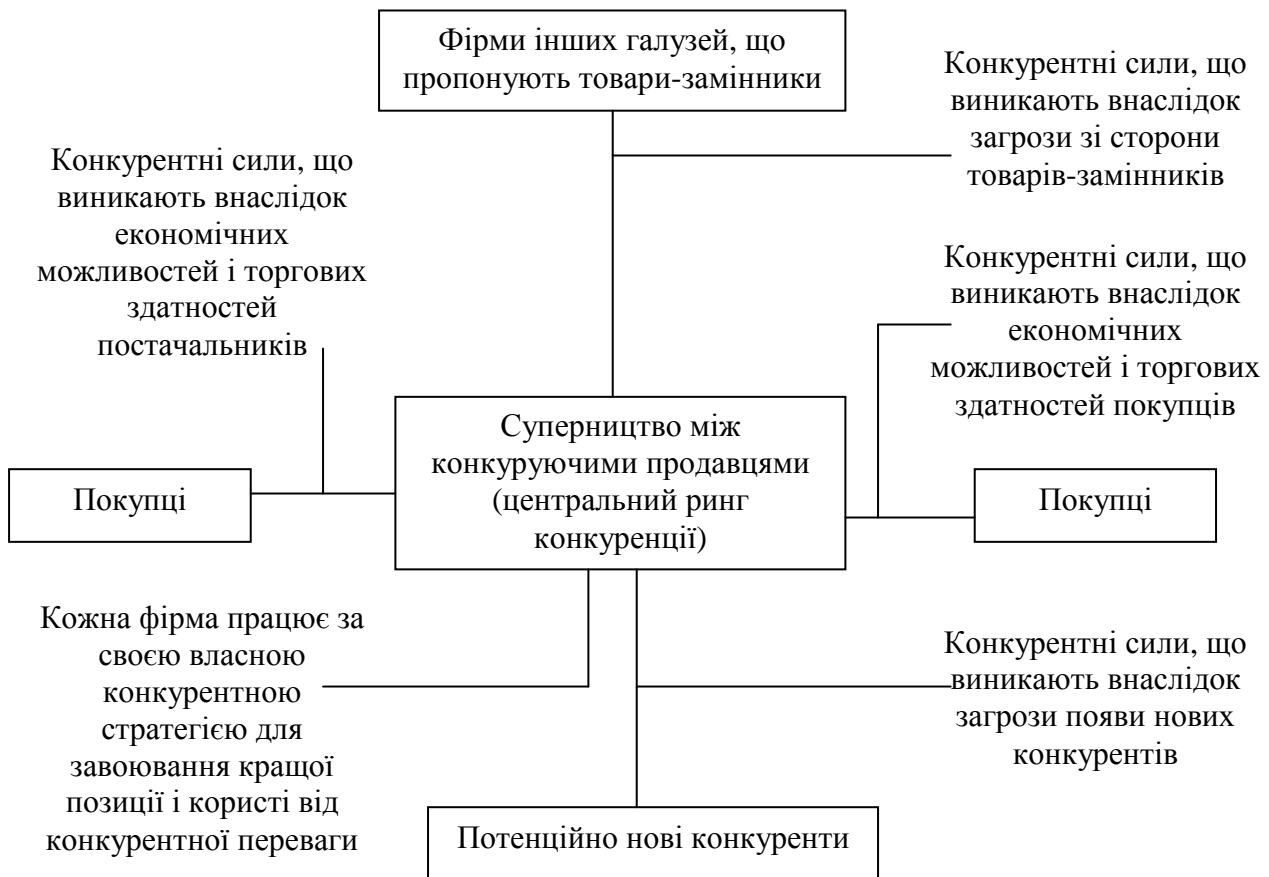 Фірми інших галузей, що
пропонують товари-замінники
Конкурентні сили, що
виникають внаслідок
загрози зі сторони
товарів-замінників
Конкурентні сили, що
виникають внаслідок
економічних
можливостей і торгових
здатностей
постачальників
Конкурентні сили, що
виникають внаслідок
економічних
можливостей і торгових
здатностей покупців
Суперництво між
конкуруючими продавцями
(центральний ринг
конкуренції)
Покупці
Покупці
Кожна фірма працює за
своєю власною
конкурентною
стратегією для
завоювання кращої
позиції і користі від
конкурентної переваги
Конкурентні сили, що
виникають внаслідок
загрози появи нових
конкурентів
Потенційно нові конкуренти